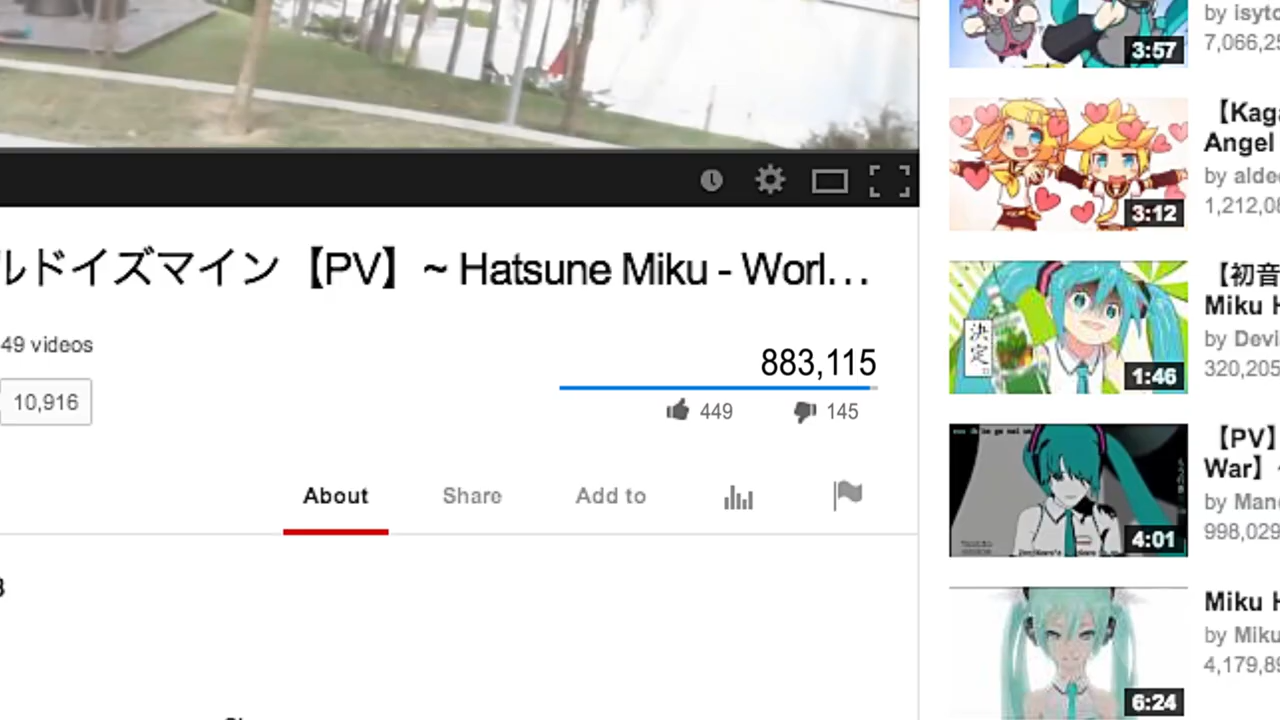 ルドイズマイン【PV】~ Hatsune Miku - Worl...
49 videos
10,916
883,115
449
145
About
Share
Add to
3:57
by isyto
7,066,25
【Kaga
Angel
by aldec
1,212,08
3:12
決定。
【初音
Miku H
by Devi
320,205
1:46
【PV】
War】
by Mano
998,029
4:01
Miku H
by Miku
4,179,89
6:24